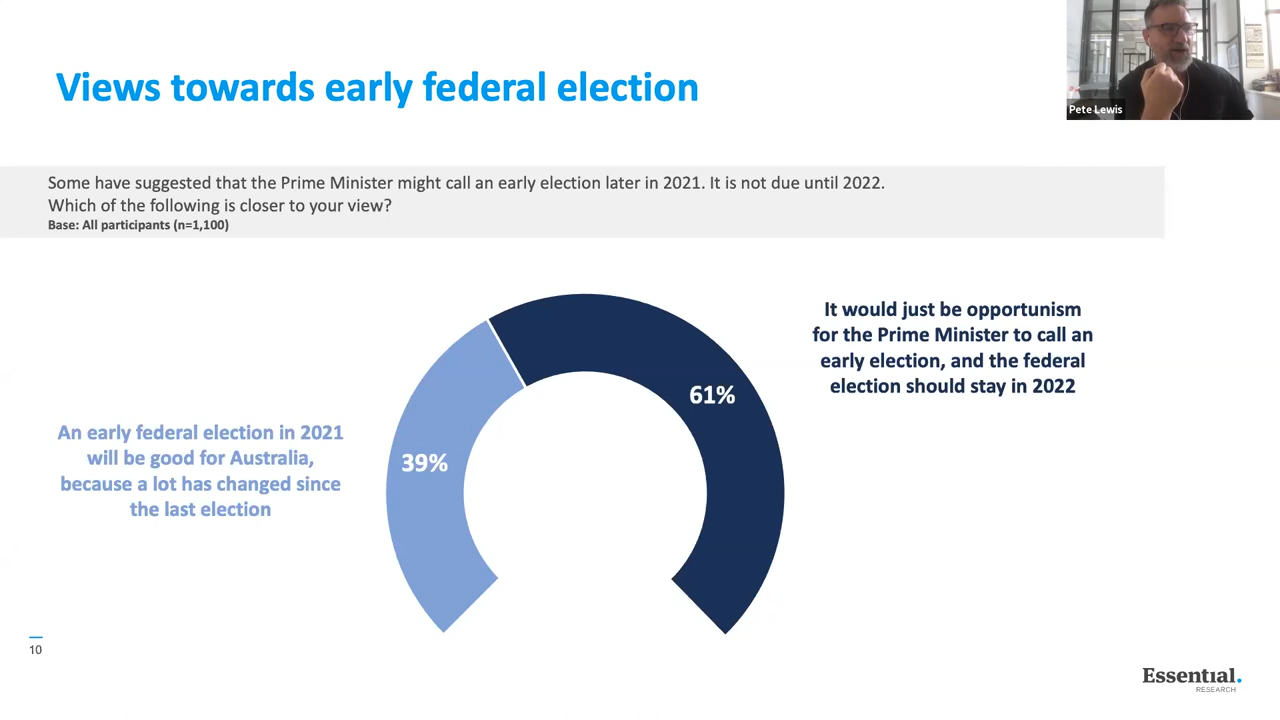 Views towards early federal election
Pete Lewis
Some have suggested that the Prime Minister might call an early election later in 2021. It is not due until 2022.
Which of the following is closer to your view?
Base: All participants (n=1,100)
It would just be opportunism
for the Prime Minister to call an
early election, and the federal
election should stay in 2022
61%
An early federal election in 2021
will be good for Australia,
because a lot has changed since
the last election
39%
10
Essential.
RESEARCH